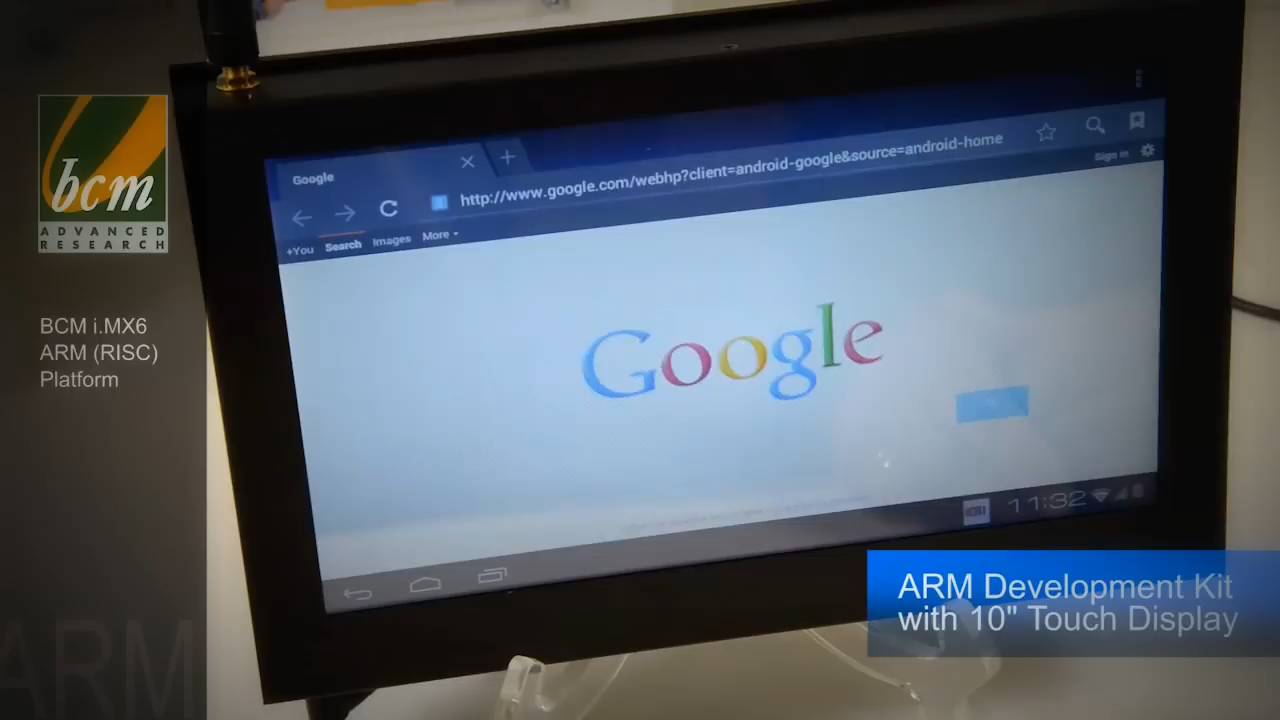 bcm
ADVANCED
RESEARCH
BCM i.MX6
ARM (RISC)
Platform
ARM
Google
http://www.google.com/webhp?client=android-google&source=android-home
+You Search Images More
Sign in
Google
11:32
ARM Development Kit
with 10" Touch Display